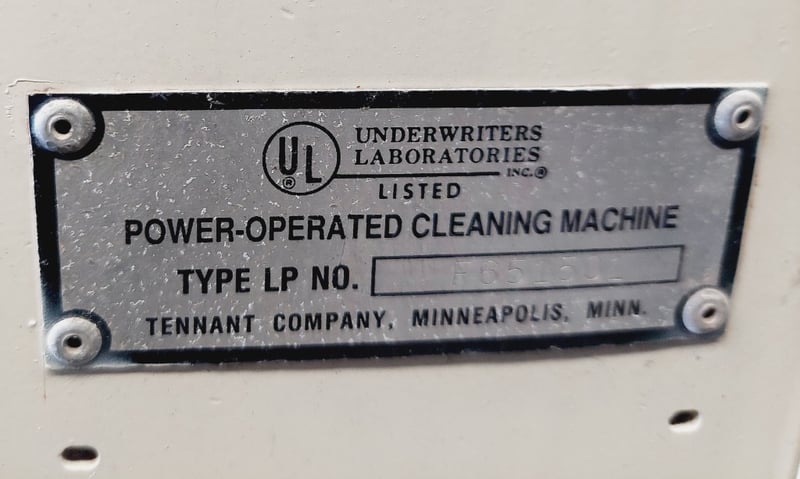 UL®
UNDERWRITERS
LABORATORIES
INC.®
LISTED
POWER-OPERATED CLEANING MACHINE
TYPE LP NO.
TENNANT COMPANY, MINNEAPOLIS, MINN.